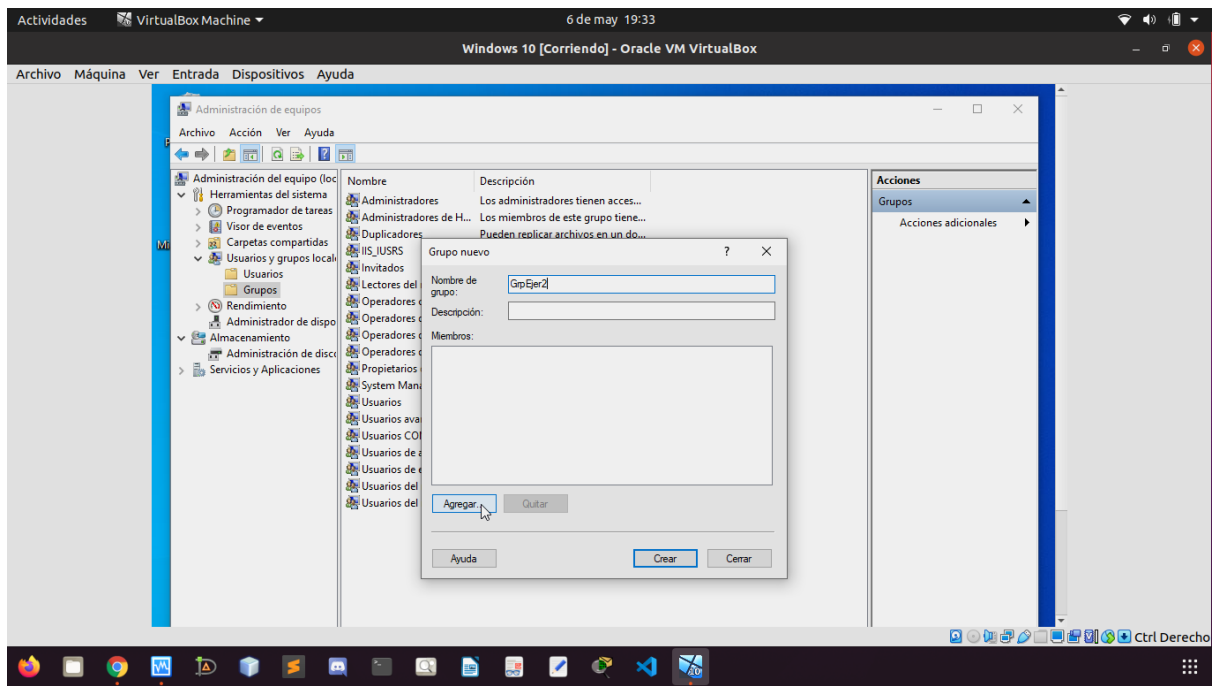 Actividades VirtualBox Machine 6 de may 19:33
Windows 10 [Corriendo] - Oracle VM VirtualBox
Archivo Máquina Ver Entrada Dispositivos Ayuda
Administración de equipos
Archivo Acción Ver Ayuda
Administración del equipo (loc
Herramientas del sistema
Programador de tareas
Visor de eventos
Carpetas compartidas
Usuarios y grupos locale
Usuarios
Grupos
Rendimiento
Administrador de dispo
Almacenamiento
Administración de disco
Servicios y Aplicaciones
Nombre Descripción
Administradores Los administradores tienen acces...
Administradores de H... Los miembros de este grupo tiene...
Duplicadores Pueden replicar archivos en un do...
IIS_IUSRS
Invitados
Lectores del
Operadores
Operadores
Operadores
Operadores
Propietarios
System Mana
Usuarios
Usuarios ava
Usuarios CO
Usuarios de
Usuarios de
Usuarios del
Usuarios del
Grupo nuevo ?
Nombre de
grupo: GrpEjer2
Descripción:
Miembros:
Agregar... Quitar
Ayuda Crear Cerrar
Acciones
Grupos
Acciones adicionales
Ctrl Derecho